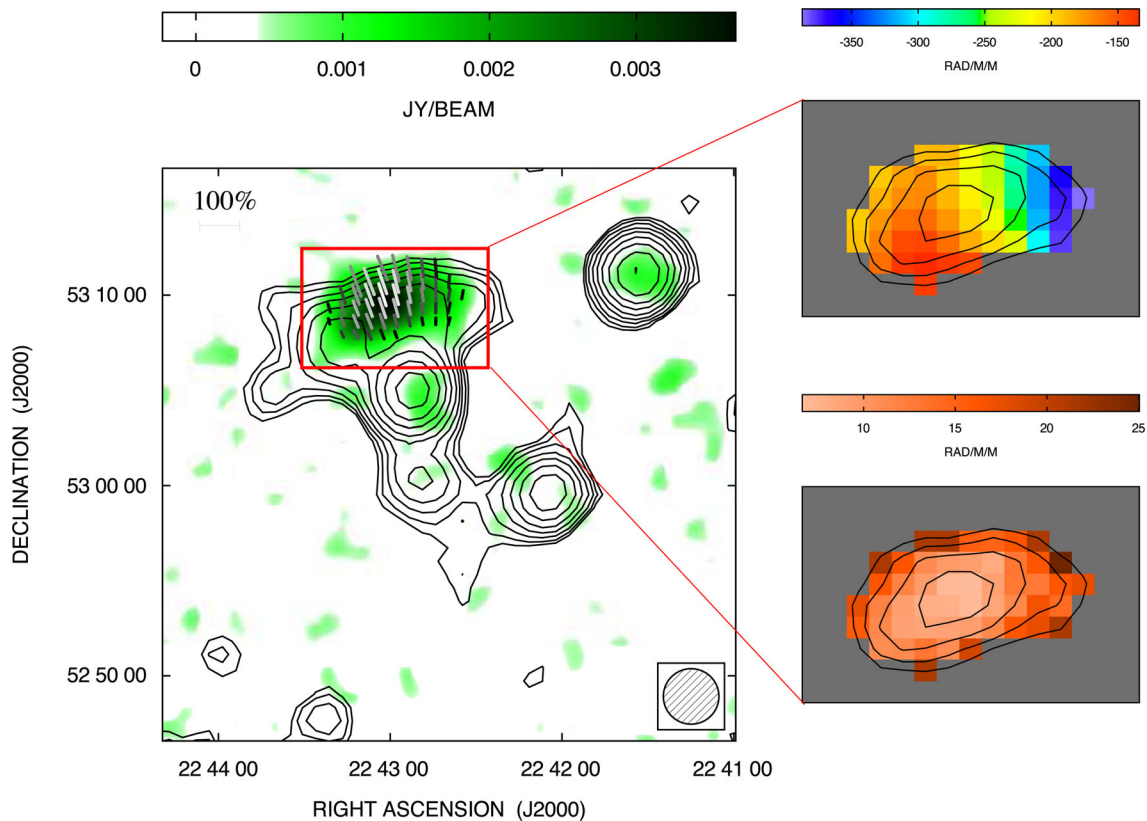 0 0.001 0.002 0.003
JY/BEAM
-350 -300 -250 -200 -150
RAD/M/M
100%
53 10 00
53 00 00
52 50 00
DECLINATION (J2000)
22 44 00 22 43 00 22 42 00 22 41 00
RIGHT ASCENSION (J2000)
10 15 20 25
RAD/M/M